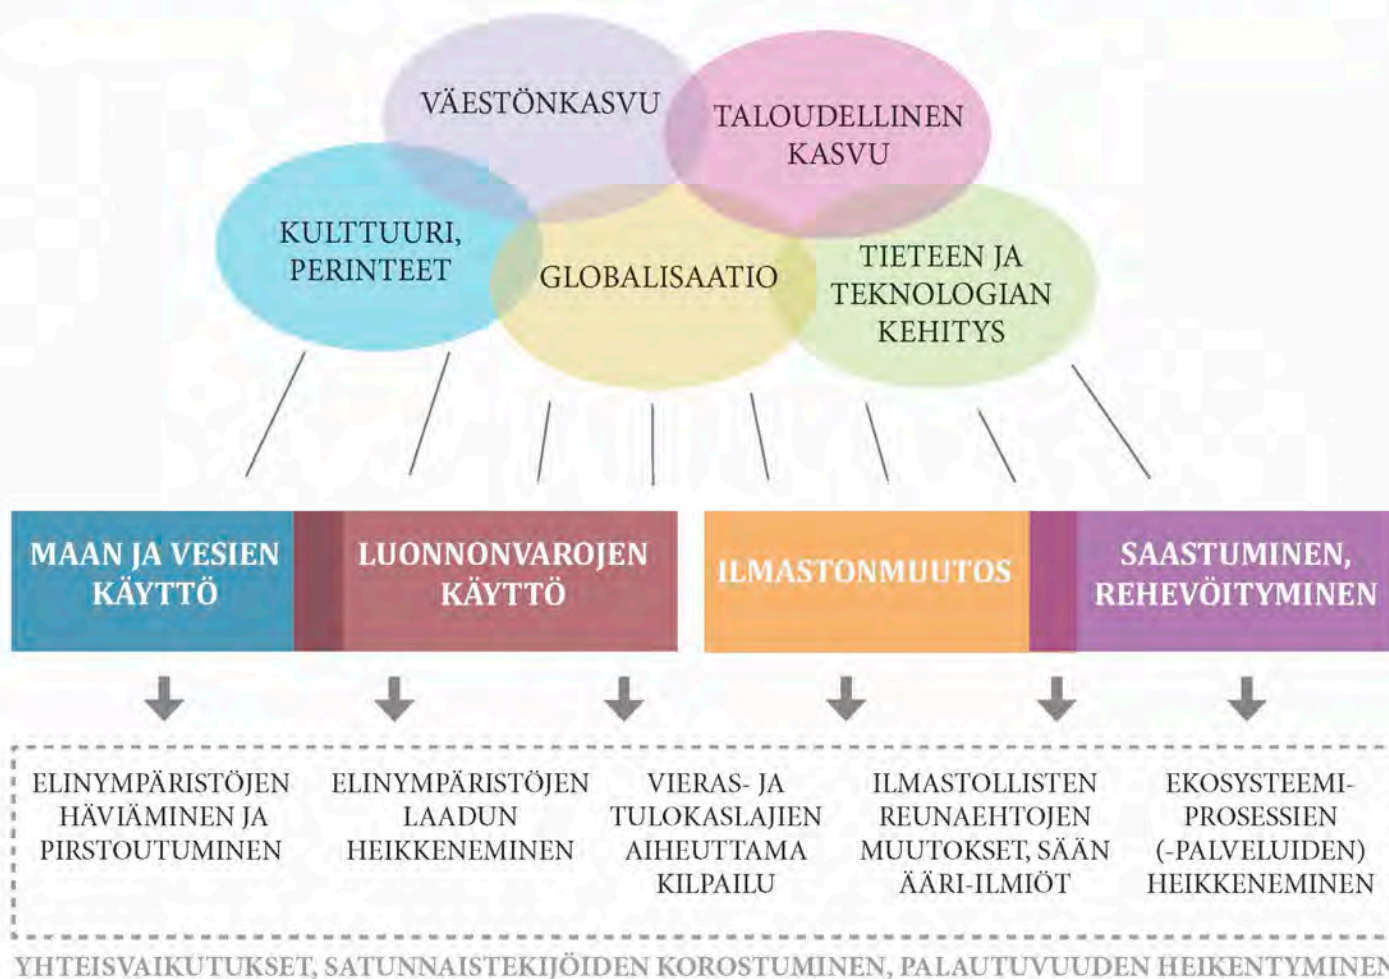 VÄESTÖNKASVU
TALOUDELLINEN
KASVU
KULTTUURI,
PERINTEET
GLOBALISAATIO
TIETEEN JA
TEKNOLOGIAN
KEHITYS
MAAN JA VESIEN
KÄYTTÖ
LUONNONVAROJEN
KÄYTTÖ
ILMASTONMUUTOS
SAASTUMINEN,
REHEVÖITYMINEN
ELINYMPÄRISTÖJEN
HÄVIÄMINEN JA
PIRSTOUTUMINEN
ELINYMPÄRISTÖJEN
LAADUN
HEIKKENEMINEN
VIERAS- JA
TULOKASLAJIEN
AIHEUTTAMA
KILPAILU
ILMASTOLLISTEN
REUNAEHTOJEN
MUUTOKSET, SÄÄN
ÄÄRI-ILMIÖT
EKOSYSTEEMI-
PROSESSIEN
(-PALVELUIDEN)
HEIKKENEMINEN
YHTEISVAIKUTUKSET, SATUNNAISTEKIJÖIDEN KOROSTUMINEN, PALAUTUVUUDEN HEIKENTYMINEN